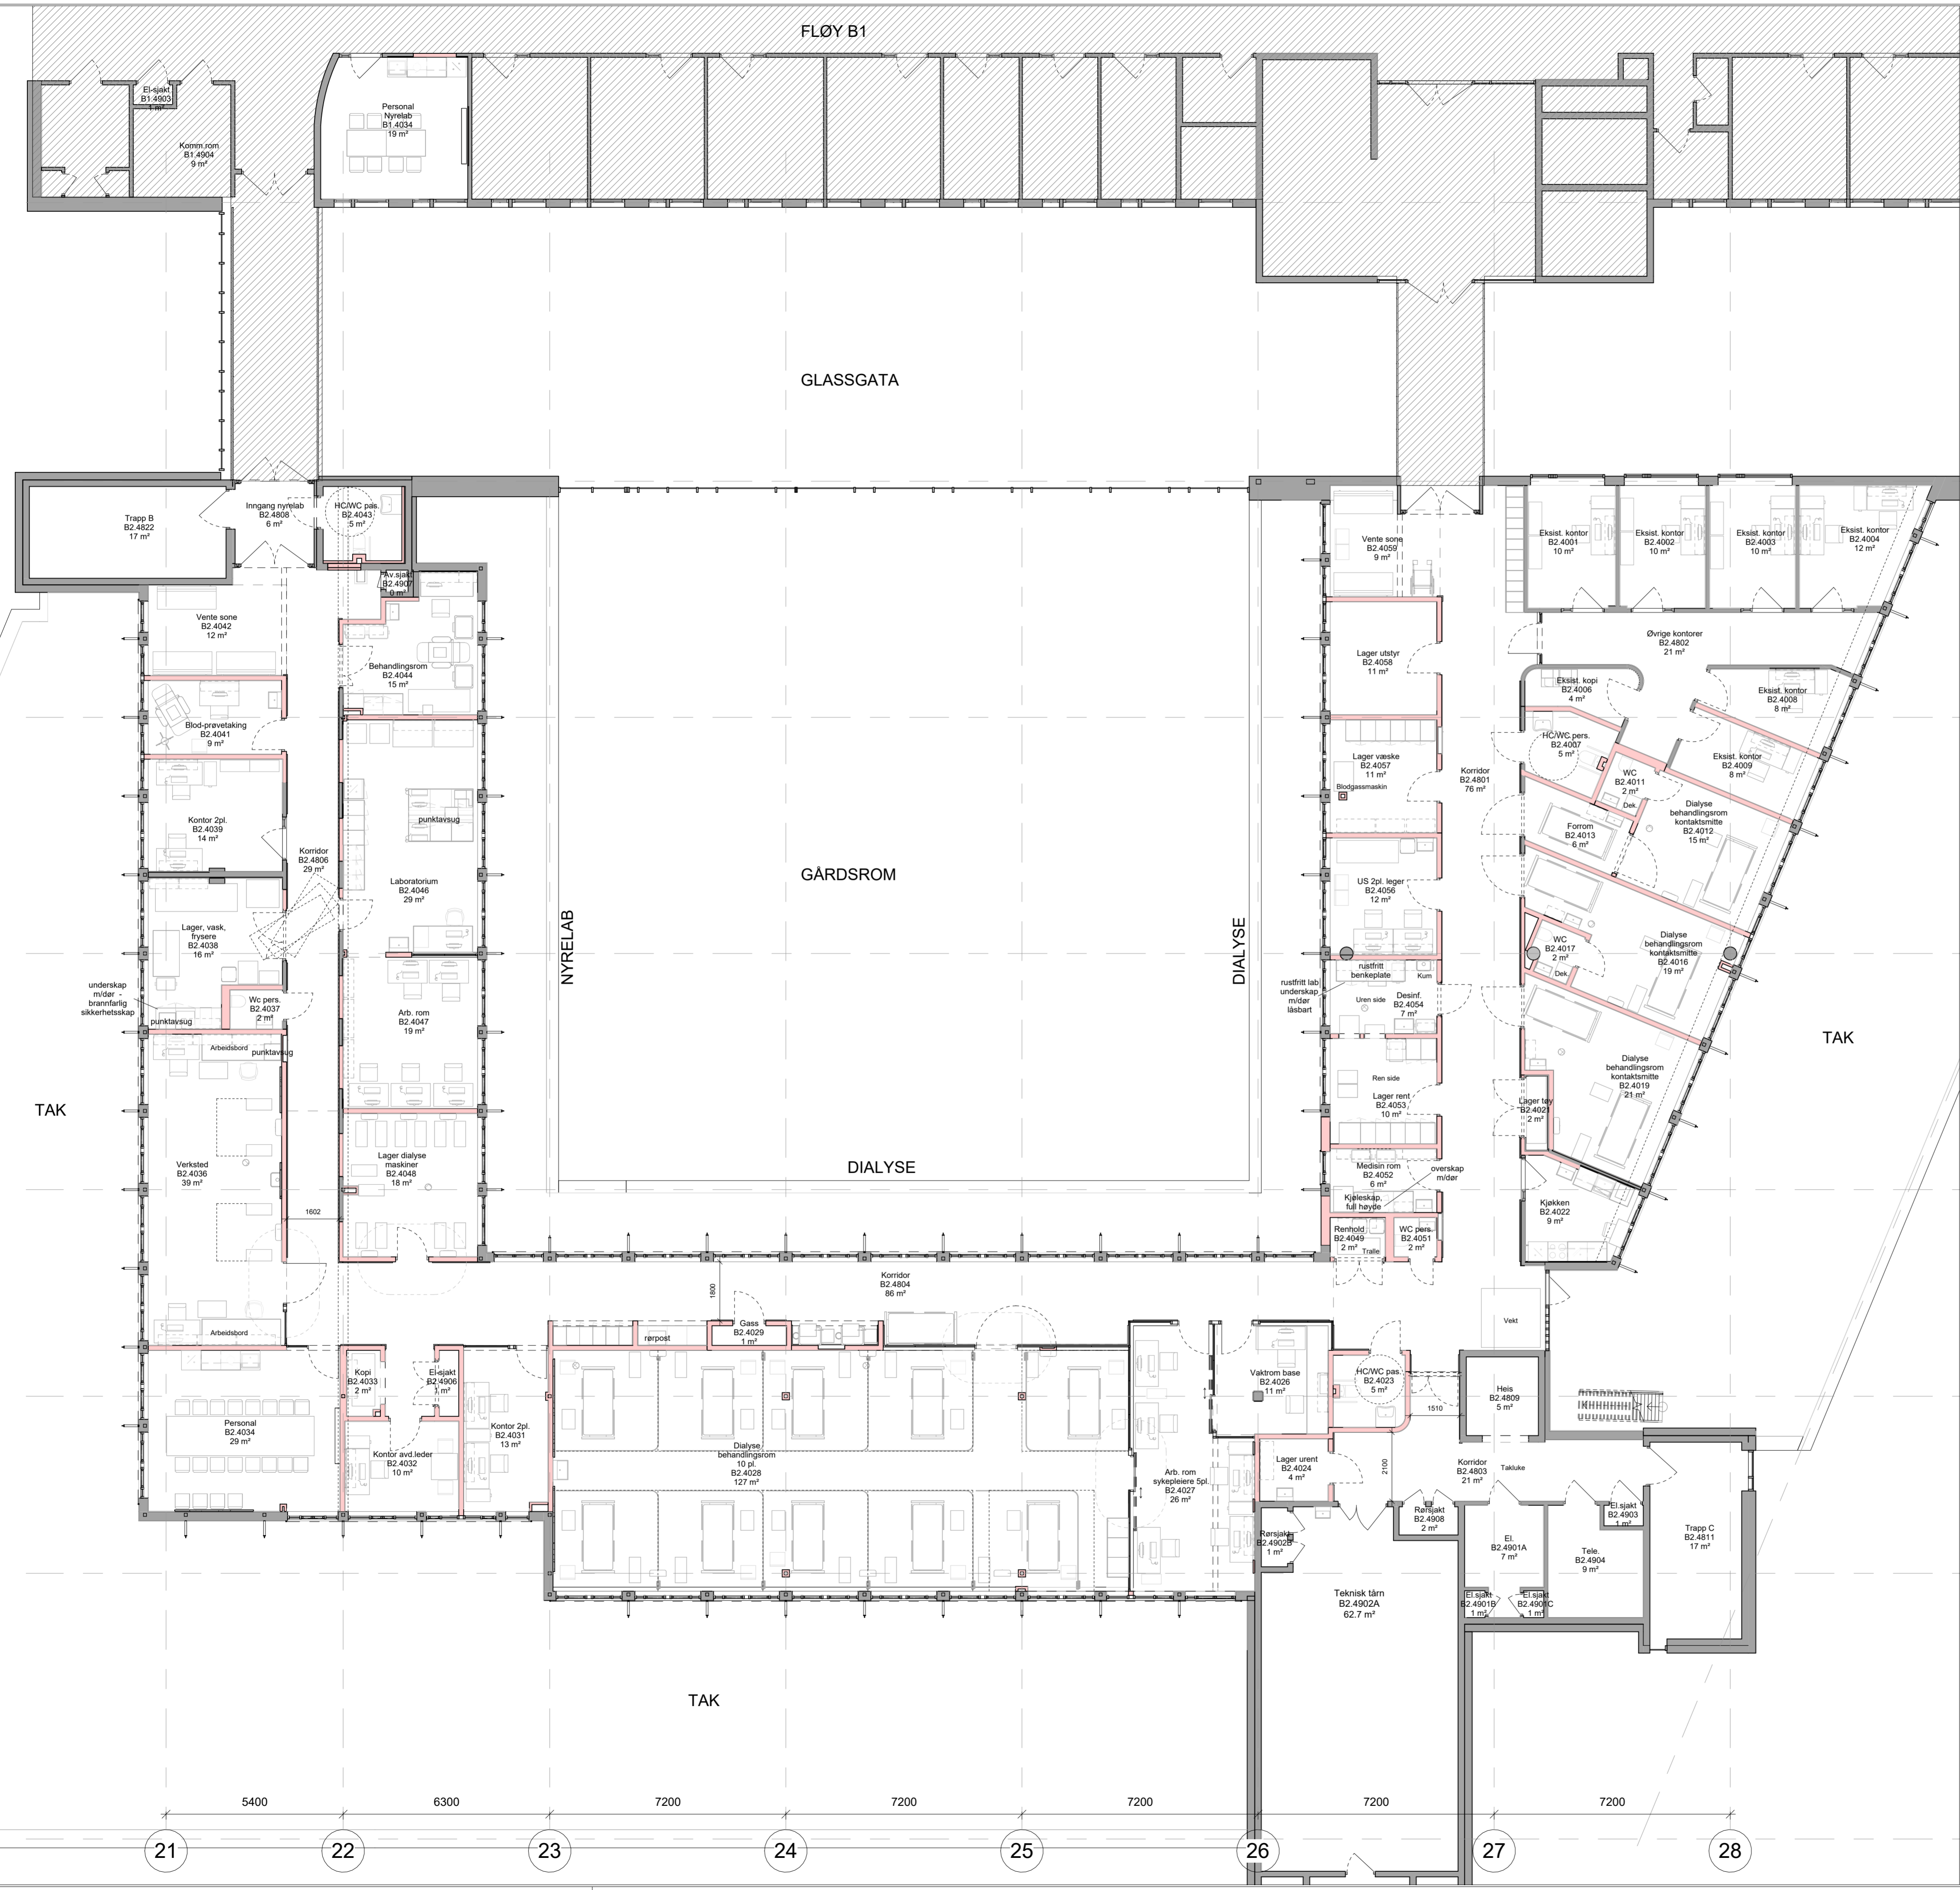 FLØY B1
El-sjakt
B1.4903
1 m²
Komm.rom
B1.4904
9 m²
Personal
Nyrelab
B1.4034
19 m²
GLASSGATA
Trapp B
B2.4822
17 m²
Inngang nyrelab
B2.4808
6 m²
HC/WC pas.
B2.4043
5 m²
Av.sjakt
B2.4907
0 m²
Vente sone
B2.4042
12 m²
Behandlingsrom
B2.4044
15 m²
Blod-prøvetaking
B2.4041
9 m²
Kontor 2pl.
B2.4039
14 m²
Korridor
B2.4806
29 m²
punktavsug
Laboratorium
B2.4046
29 m²
Lager, vask,
frysere
B2.4038
16 m²
underskap
m/dør -
brannfarlig
sikkerhetsskap
punktavsug
Wc pers.
B2.4037
2 m²
Arb. rom
B2.4047
19 m²
Arbeidsbord
punktavsug
Verksted
B2.4036
39 m²
Lager dialyse
maskiner
B2.4048
18 m²
1602
Arbeidsbord
TAK
NYRELAB
GÅRDSROM
DIALYSE
DIALYSE
Vente sone
B2.4059
9 m²
Lager utstyr
B2.4058
11 m²
Lager væske
B2.4057
11 m²
Blodgassmaskin
US 2pl. leger
B2.4056
12 m²
rustfritt
benkeplate
Kum
rustfritt lab
underskap
m/dør
låsbart
Uren side
Desinf.
B2.4054
7 m²
Ren side
Lager rent
B2.4053
10 m²
Medisin rom
B2.4052
6 m²
overskap
m/dør
Kjøleskap,
full høyde
Renhold
B2.4049
2 m²
Tralle
WC pers.
B2.4051
2 m²
Korridor
B2.4801
76 m²
Eksist. kontor
B2.4001
10 m²
Eksist. kontor
B2.4002
10 m²
Eksist. kontor
B2.4003
10 m²
Eksist. kontor
B2.4004
12 m²
Øvrige kontorer
B2.4802
21 m²
Eksist. kopi
B2.4006
4 m²
Eksist. kontor
B2.4008
8 m²
HC/WC pers.
B2.4007
5 m²
Eksist. kontor
B2.4009
8 m²
WC
B2.4011
2 m²
Dek.
Dialyse
behandlingsrom
kontaktsmitte
B2.4012
15 m²
Forrom
B2.4013
6 m²
WC
B2.4017
2 m²
Dek.
Dialyse
behandlingsrom
kontaktsmitte
B2.4016
19 m²
Dialyse
behandlingsrom
kontaktsmitte
B2.4019
21 m²
Lager tøy
B2.4021
2 m²
Kjøkken
B2.4022
9 m²
TAK
Korridor
B2.4804
86 m²
1800
Gass
B2.4029
1 m²
rørpost
Vekt
Kopi
B2.4033
2 m²
El-sjakt
B2.4906
1 m²
Personal
B2.4034
29 m²
Kontor avd.leder
B2.4032
10 m²
Kontor 2pl.
B2.4031
13 m²
Dialyse
behandlingsrom
10 pl.
B2.4028
127 m²
Arb. rom
sykepleiere 5pl.
B2.4027
26 m²
Vaktrom base
B2.4026
11 m²
HC/WC pas.
B2.4023
5 m²
1510
Heis
B2.4809
5 m²
Lager urent
B2.4024
4 m²
2100
Korridor
B2.4803
21 m²
Takluke
Rørsjakt
B2.4908
2 m²
Rørsjakt
B2.4902B
1 m²
El.
B2.4901A
7 m²
El.sjakt
B2.4903
1 m²
Tele.
B2.4904
9 m²
Trapp C
B2.4811
17 m²
El.sjakt
B2.4901B
1 m²
El.sjakt
B2.4901C
1 m²
Teknisk tårn
B2.4902A
62.7 m²
TAK
5400 6300 7200 7200 7200 7200 7200
21 22 23 24 25 26 27 28